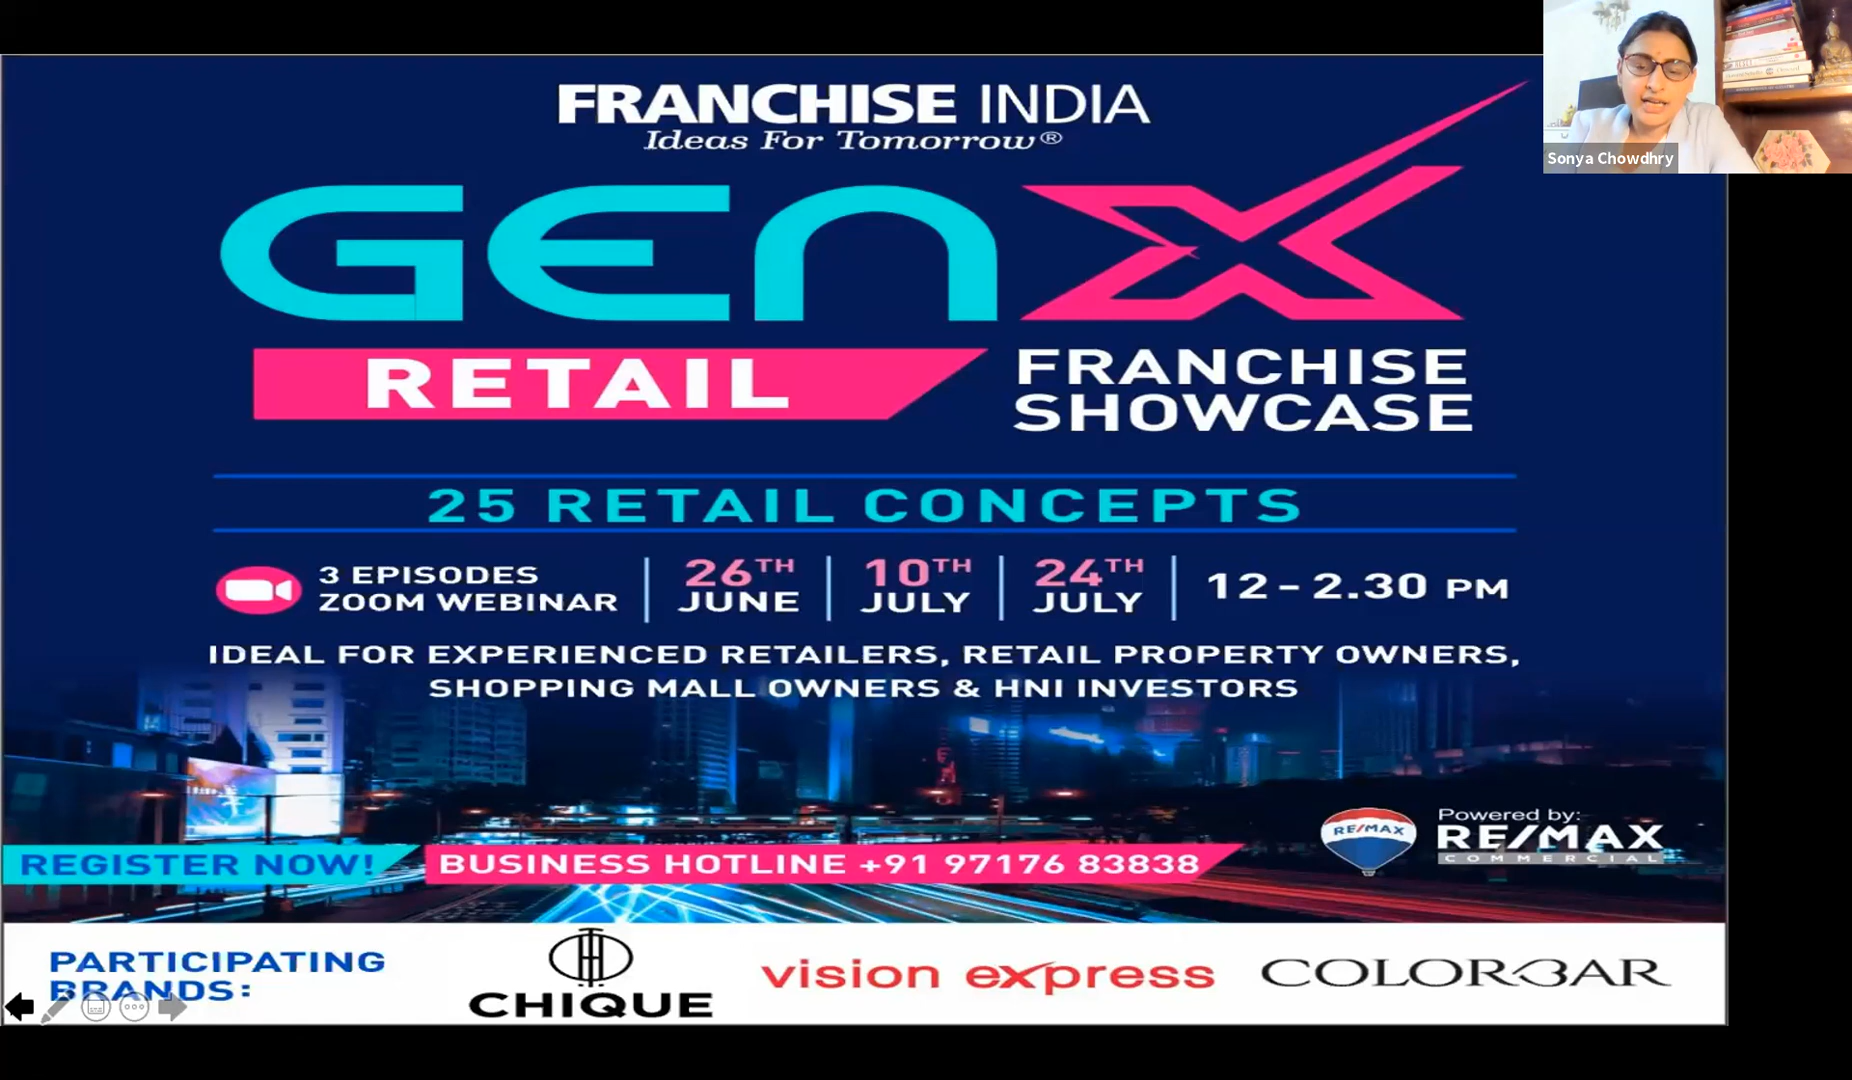 FRANCHISE INDIA
Ideas For Tomorrow®
GENX
RETAIL
FRANCHISE
SHOWCASE
25 RETAIL CONCEPTS
3 EPISODES
ZOOM WEBINAR
26TH
JUNE
10TH
JULY
24TH
JULY
12 - 2.30 PM
IDEAL FOR EXPERIENCED RETAILERS, RETAIL PROPERTY OWNERS,
SHOPPING MALL OWNERS & HNI INVESTORS
REGISTER NOW!
BUSINESS HOTLINE +91 97176 83838
RE/MAX
Powered by:
RE/MAX
COMMERCIAL
PARTICIPATING
BRANDS:
CHIQUE
vision express
COLORBAR
Sonya Chowdhry